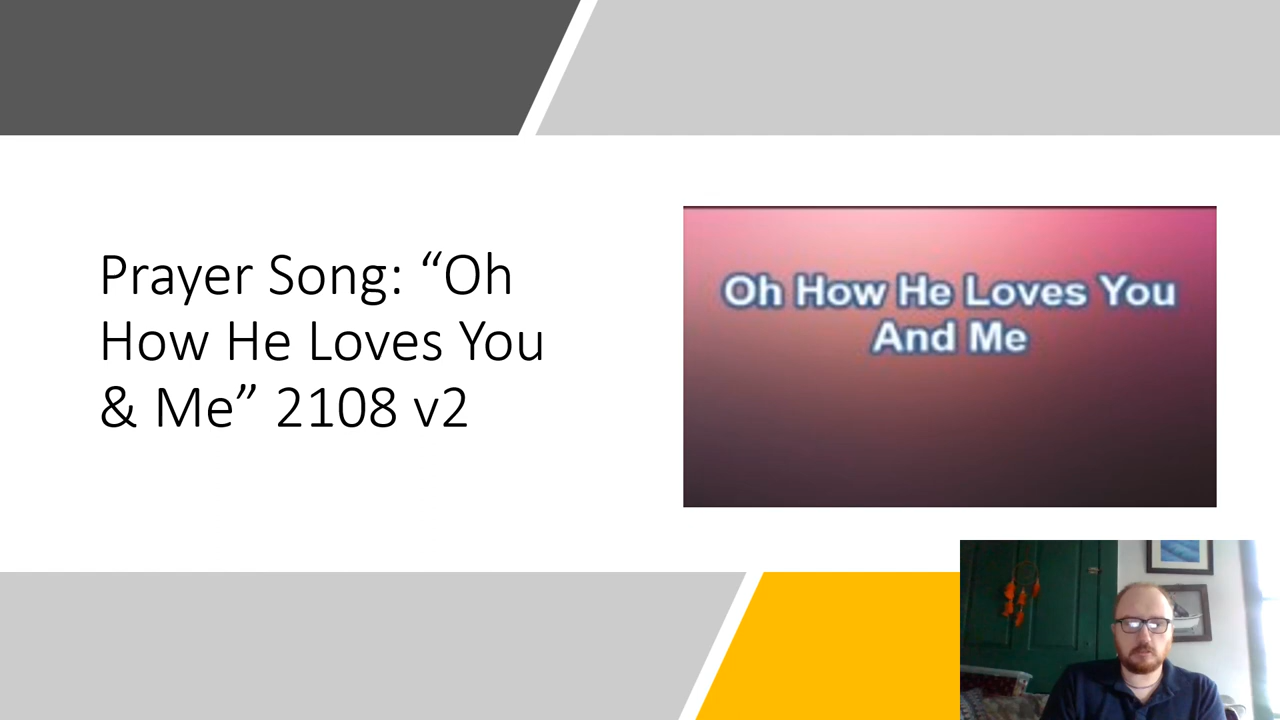 Prayer Song: “Oh
How He Loves You
& Me” 2108 v2
Oh How He Loves You
And Me